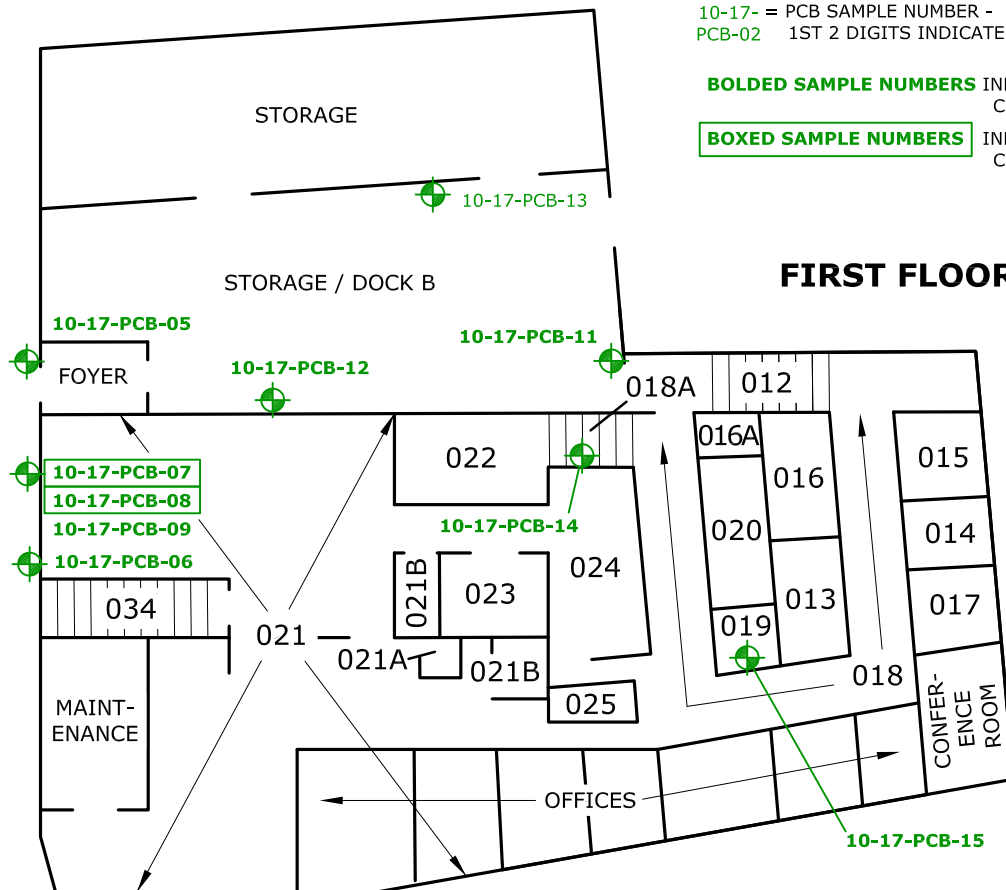 10-17- = PCB SAMPLE NUMBER -
PCB-02 1ST 2 DIGITS INDICATE
BOLDED SAMPLE NUMBERS
BOXED SAMPLE NUMBERS
STORAGE
10-17-PCB-13
STORAGE / DOCK B
FIRST FLOOR
10-17-PCB-05
10-17-PCB-11
FOYER
10-17-PCB-12
018A
012
016A
022
015
10-17-PCB-07
016
10-17-PCB-08
10-17-PCB-09
10-17-PCB-14
020
014
10-17-PCB-06
024
021B
023
034
013
017
021
019
021A
021B
018
025
MAINT-
ENANCE
CONFER-
ENCE
ROOM
OFFICES
10-17-PCB-15